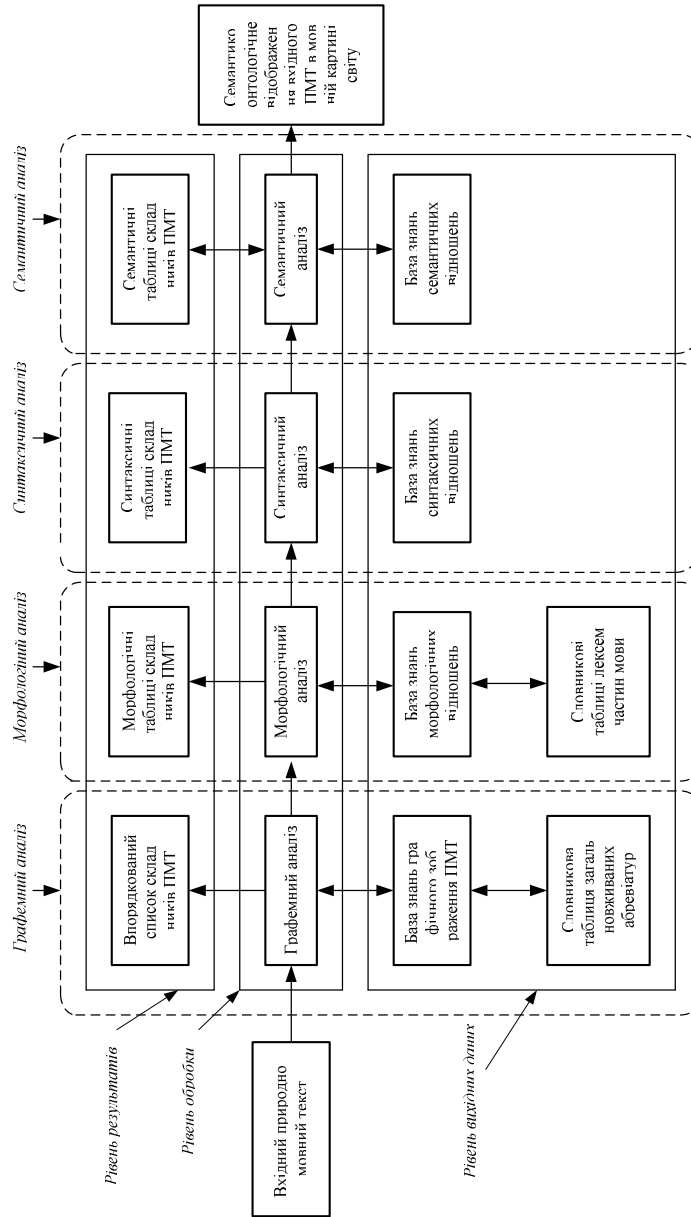 Графемний аналіз
Морфологіний аналіз
Синтаксичний аналіз
Семантичний аналіз
Впорядкований
список склад
ників ПМТ
Морфологічні
таблиці склад
ників ПМТ
Синтаксичні
таблиці склад
ників ПМТ
Семантичні
таблиці склад
ників ПМТ
Рівень результатів
Рівень обробки
Вхідний природно
мовний текст
Графемний аналіз
Морфологічний
аналіз
Синтаксичний
аналіз
Семантичний
аналіз
Семантико
онтологічне
відображен
ня вхідного
ПМТ в мов
ній картині
світу
База знань гра
фічного зоб
раження ПМТ
База знань
морфологічних
відношень
База знань
синтаксичних
відношень
База знань
семантичних
відношень
Рівень вихідних даних
Словникова
таблиця загаль
новживаних
абревіатур
Словникові
таблиці лексем
частин мови